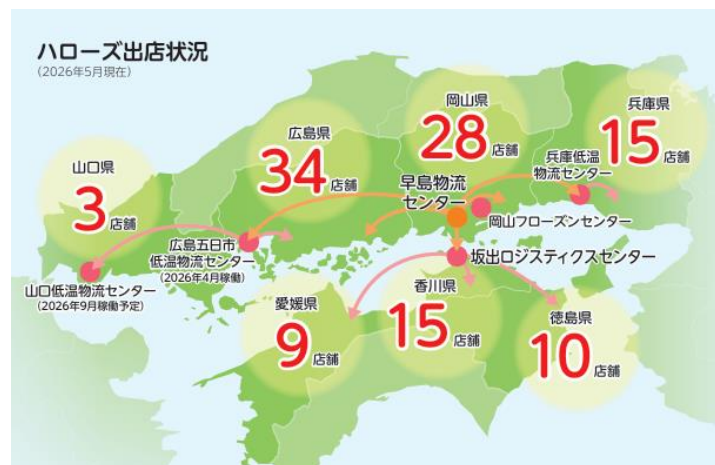 ハローズ出店状況
(2026年5月現在)
山口県
3店舗
広島県
34店舗
岡山県
28店舗
兵庫県
15店舗
早島物流
センター
兵庫低温
物流センター
岡山フローズンセンター
坂出ロジスティクスセンター
広島五日市
低温物流センター
(2026年4月稼働)
山口低温物流センター
(2026年9月稼働予定)
愛媛県
9店舗
香川県
15店舗
徳島県
10店舗